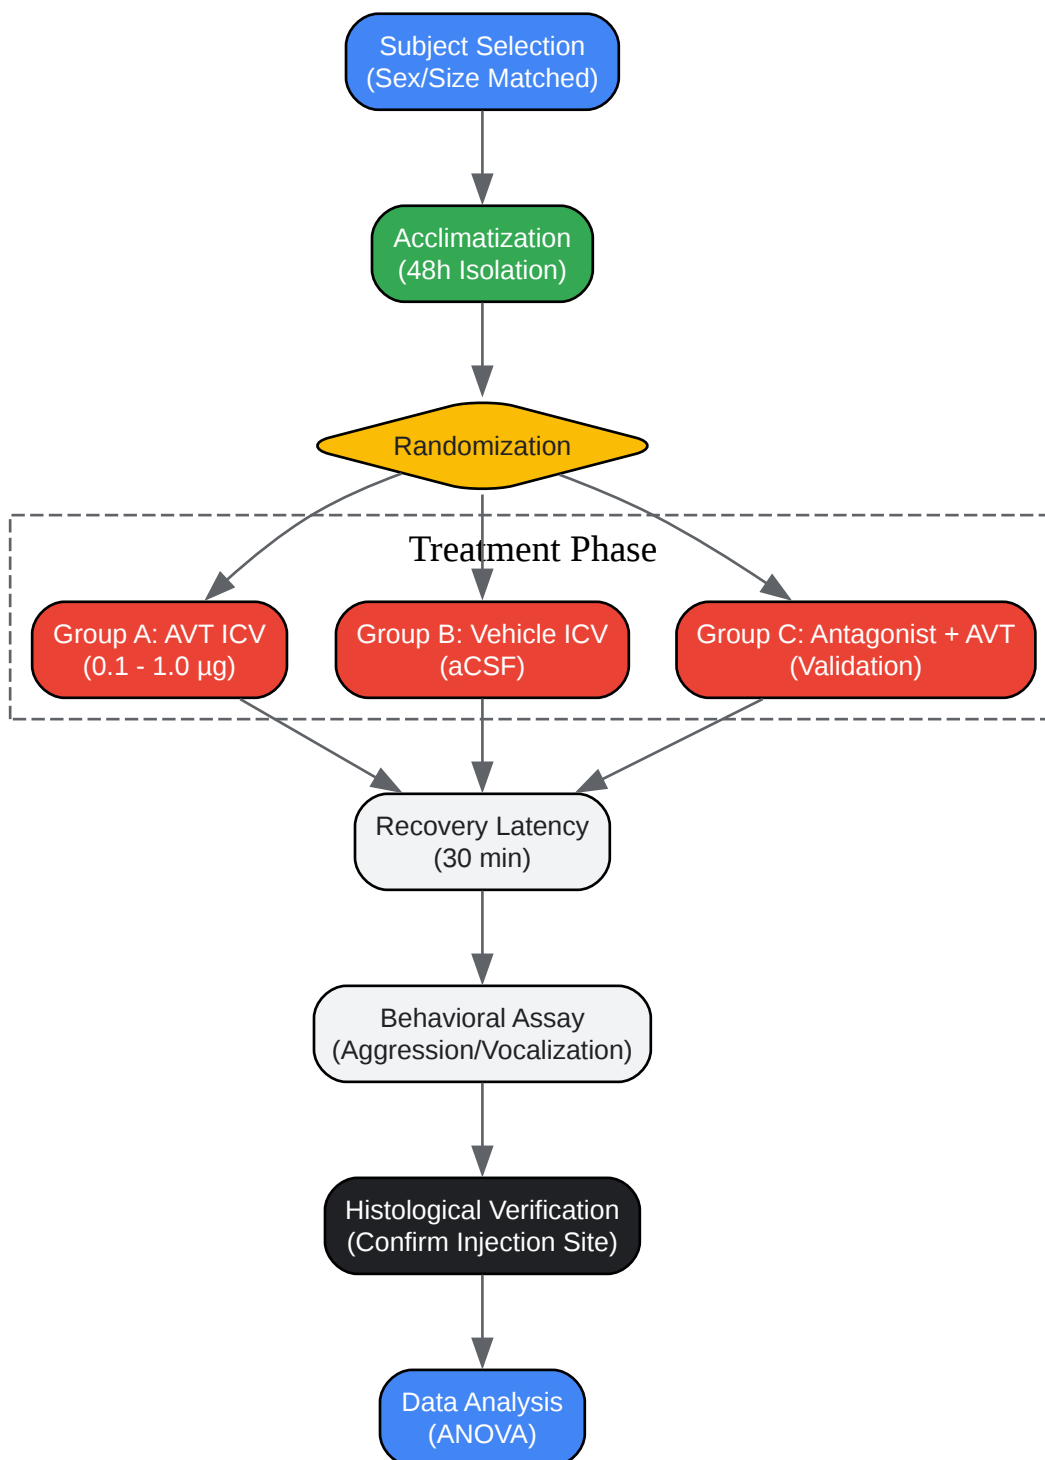 Subject Selection
(Sex/Size Matched)
Acclimatization
(48h Isolation)
Randomization
Treatment Phase
Group A: AVT ICV
(0.1 - 1.0 µg)
Group B: Vehicle ICV
(aCSF)
Group C: Antagonist + AVT
(Validation)
Recovery Latency
(30 min)
Behavioral Assay
(Aggression/Vocalization)
Histological Verification
(Confirm Injection Site)
Data Analysis
(ANOVA)